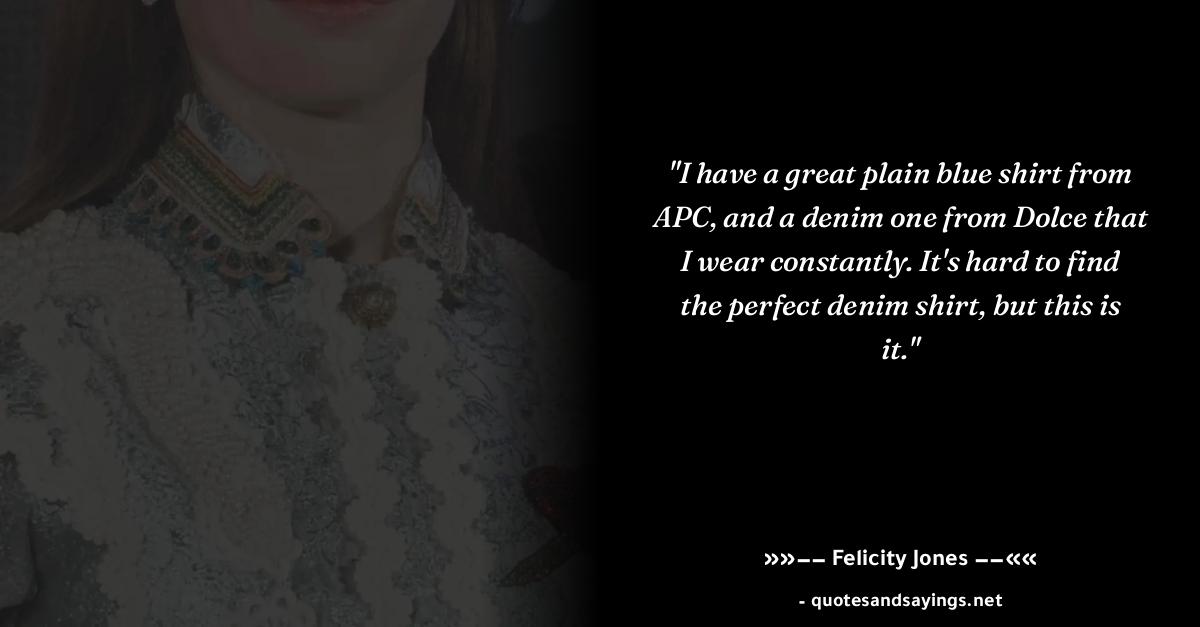 "I have a great plain blue shirt from
APC, and a denim one from Dolce that
I wear constantly. It's hard to find
the perfect denim shirt, but this is
it."
»»—— Felicity Jones ——««
- quotesandsayings.net